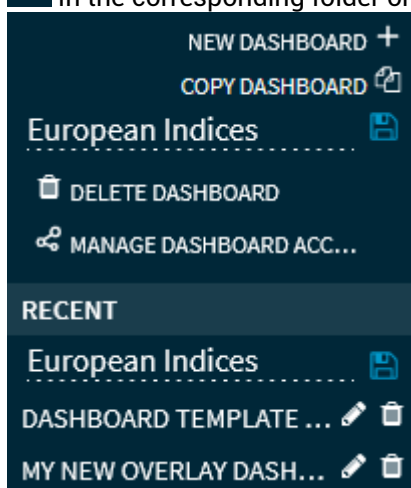 in the corresponding folder of
NEW DASHBOARD
COPY DASHBOARD
European Indices
DELETE DASHBOARD
MANAGE DASHBOARD ACC...
RECENT
European Indices
DASHBOARD TEMPLATE ...
MY NEW OVERLAY DASH...